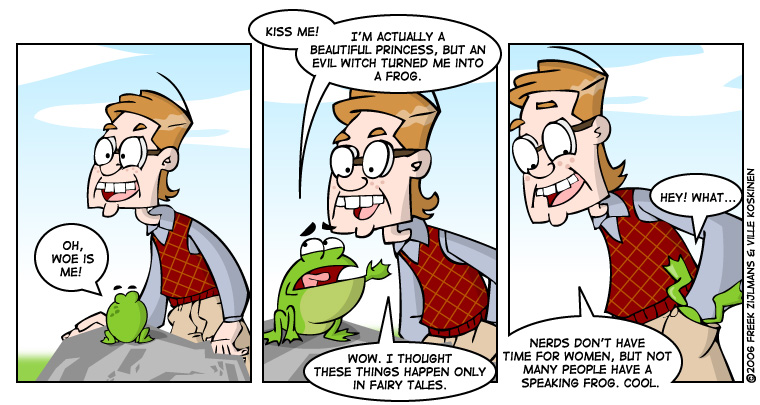 OH,
WOE IS
ME!
KISS ME!
I'M ACTUALLY A
BEAUTIFUL PRINCESS, BUT AN
EVIL WITCH TURNED ME INTO
A FROG.
WOW. I THOUGHT
THESE THINGS HAPPEN ONLY
IN FAIRY TALES.
HEY! WHAT...
NERDS DON'T HAVE
TIME FOR WOMEN, BUT NOT
MANY PEOPLE HAVE A
SPEAKING FROG. COOL.
©2006 FREEK ZIJLMANS & VILLE KOSKINEN